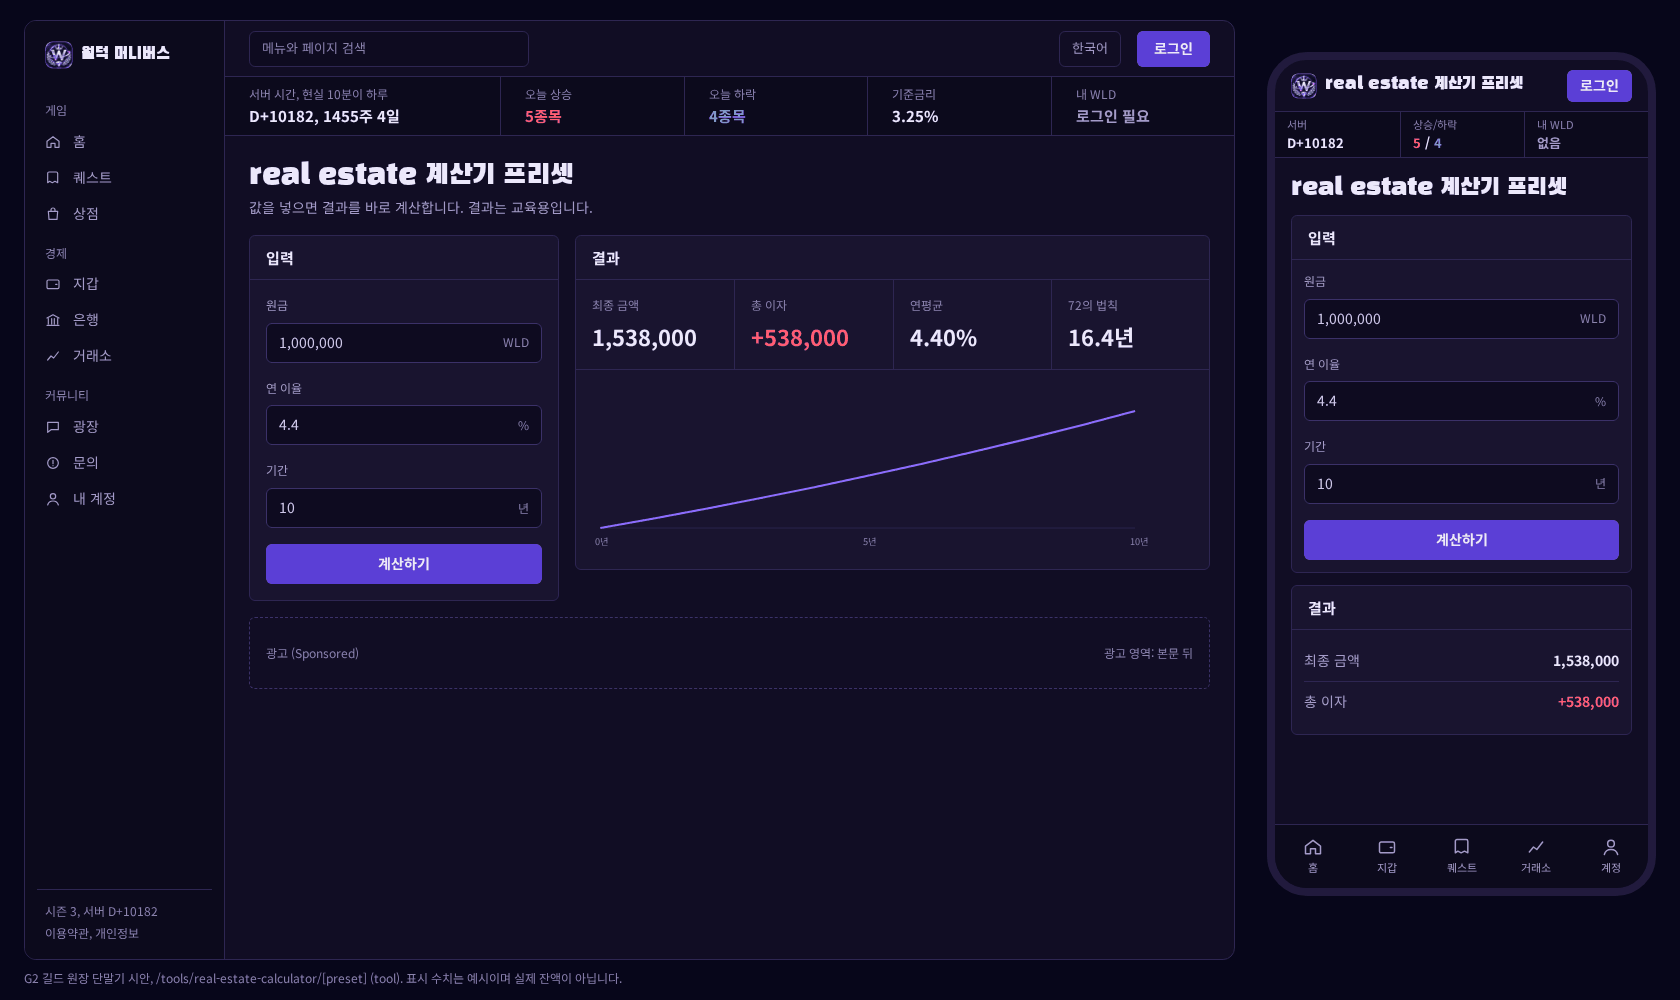 월덕 머니버스
게임
홈
퀘스트
상점
경제
지갑
은행
거래소
커뮤니티
광장
문의
내 계정
시즌 3, 서버 D+10182
이용약관, 개인정보
메뉴와 페이지 검색
한국어
로그인
서버 시간, 현실 10분이 하루
D+10182, 1455주 4일
오늘 상승
5종목
오늘 하락
4종목
기준금리
3.25%
내 WLD
로그인 필요
real estate 계산기 프리셋
값을 넣으면 결과를 바로 계산합니다. 결과는 교육용입니다.
입력
원금
1,000,000 WLD
연 이율
4.4 %
기간
10 년
계산하기
결과
최종 금액
1,538,000
총 이자
+538,000
연평균
4.40%
72의 법칙
16.4년
0년 5년 10년
광고 (Sponsored) 광고 영역: 본문 뒤
real estate 계산기 프리셋
로그인
서버
D+10182
상승/하락
5 / 4
내 WLD
없음
real estate 계산기 프리셋
입력
원금
1,000,000 WLD
연 이율
4.4 %
기간
10 년
계산하기
결과
최종 금액 1,538,000
총 이자 +538,000
홈 지갑 퀘스트 거래소 계정
G2 길드 원장 단말기 시안, /tools/real-estate-calculator/[preset] (tool). 표시 수치는 예시이며 실제 잔액이 아닙니다.